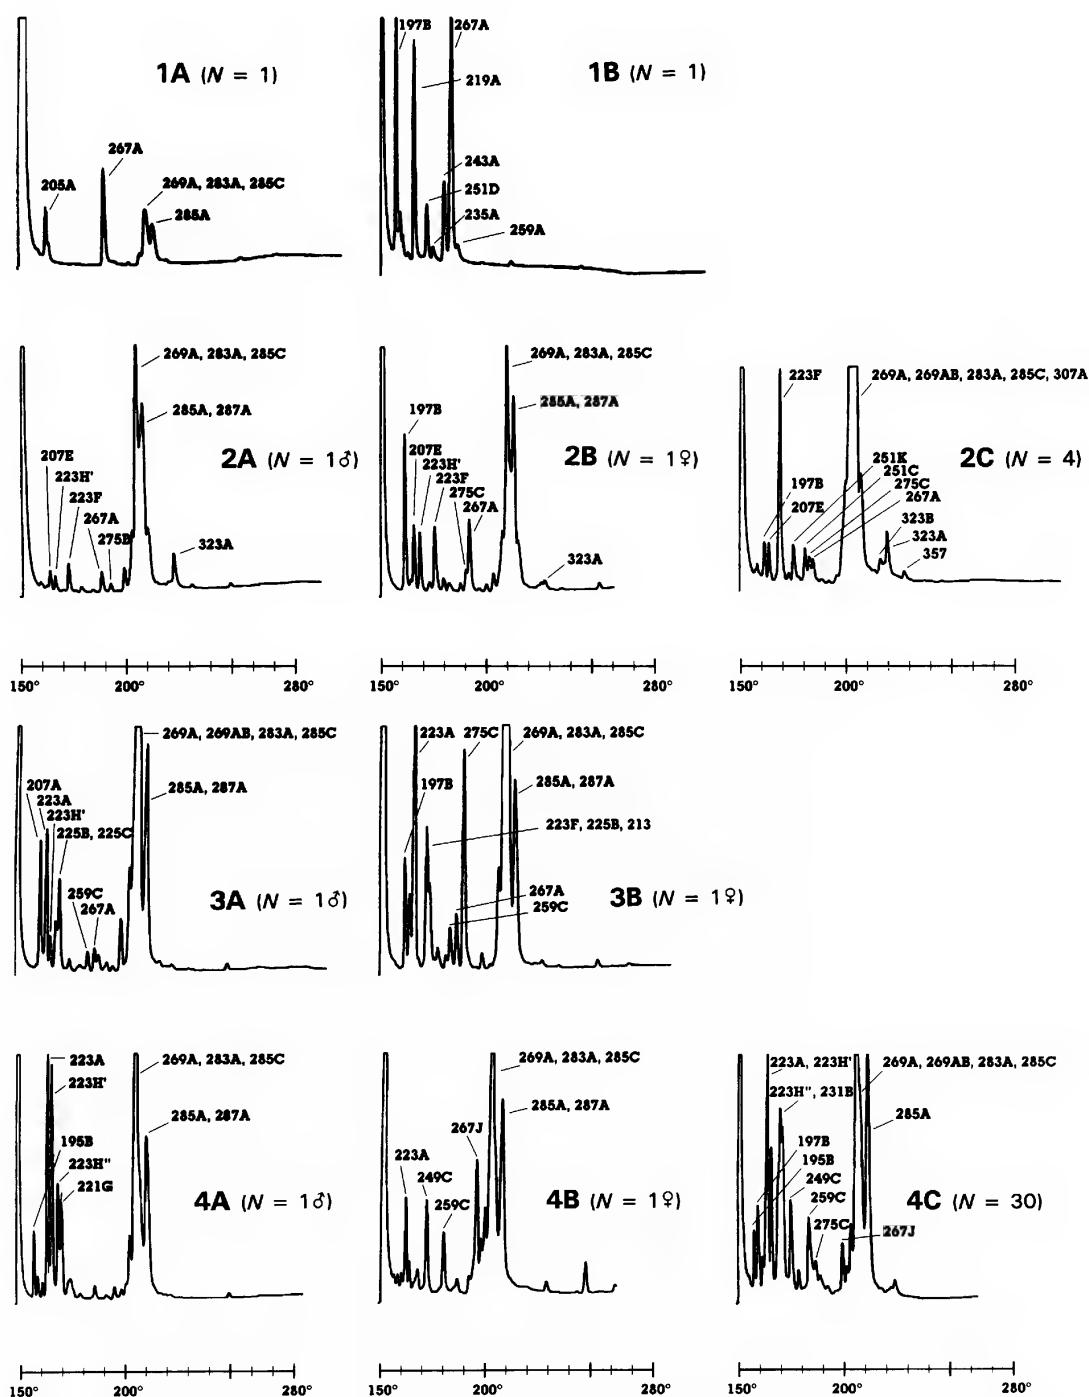 1A (N = 1)
205A
267A
269A, 283A, 285C
285A
1B (N = 1)
197B
267A
219A
243A
251D
235A
259A
2A (N = 1♂)
269A, 283A, 285C
285A, 287A
207E
223H'
223F
267A
275B
323A
2B (N = 1♀)
269A, 283A, 285C
285A, 287A
197B
207E
223H'
223F
275C
267A
323A
2C (N = 4)
223F
269A, 269AB, 283A, 285C, 307A
251K
251C
275C
267A
197B
207E
323B
323A
357
150° 200° 280°
150° 200° 280°
150° 200° 280°
3A (N = 1♂)
269A, 269AB, 283A, 285C
285A, 287A
207A
223A
223H'
225B, 225C
259C
267A
3B (N = 1♀)
223A 275C
269A, 283A, 285C
197B
285A, 287A
223F, 225B, 213
267A
259C
4A (N = 1♂)
223A
269A, 283A, 285C
223H'
285A, 287A
195B
223H"
221G
4B (N = 1♀)
269A, 283A, 285C
285A, 287A
267J
223A
249C
259C
4C (N = 30)
223A, 223H'
269A, 269AB, 283A, 285C
223H", 231B
285A
197B
195B
249C
259C
275C
267J
150° 200° 280°
150° 200° 280°
150° 200° 280°